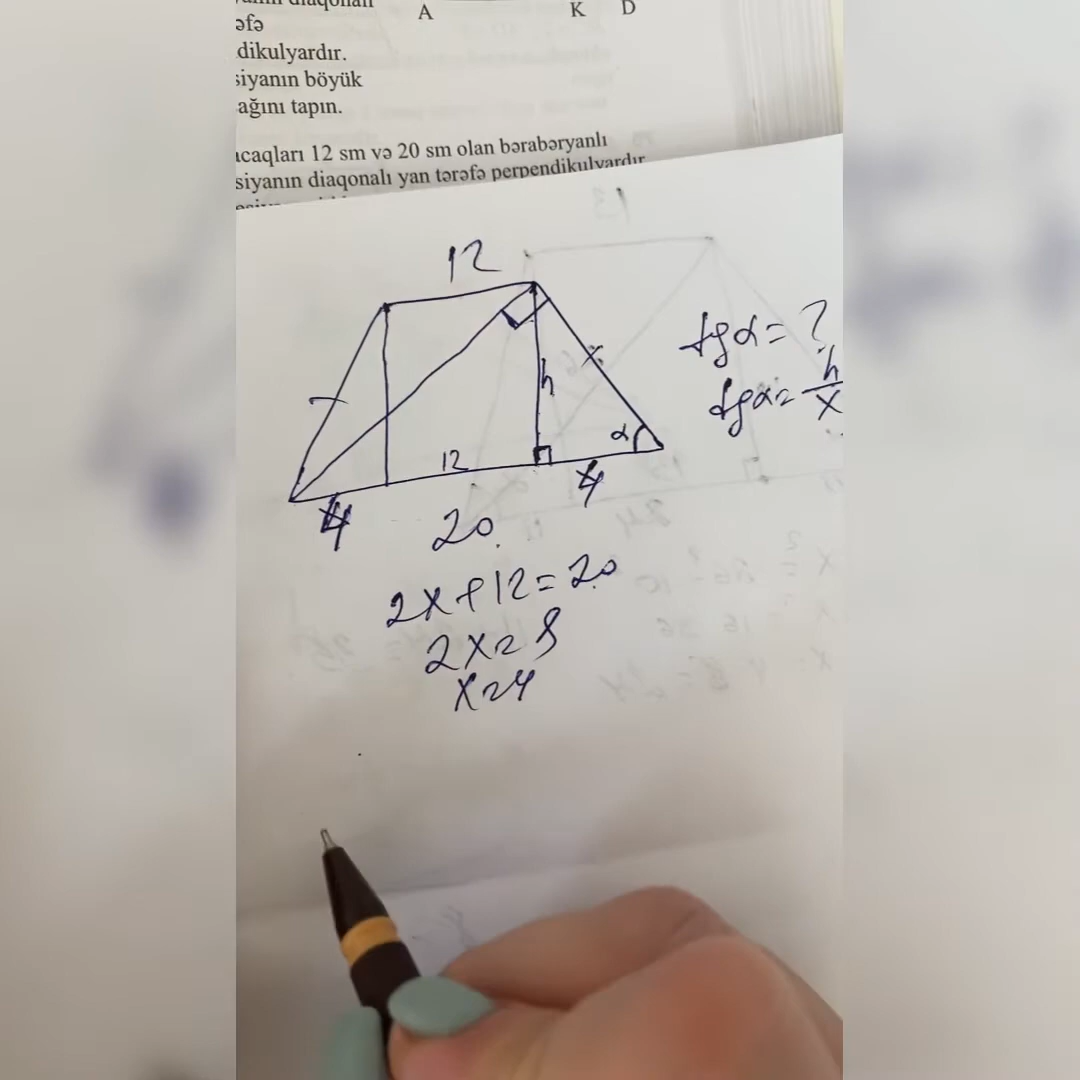 A K D
əfə
dikulyardır.
siyanın böyük
ağını tapın.
caqları 12 sm və 20 sm olan bərabəryanlı
siyanın diaqonalı yan tərəfə perpendikulyardır
12
h
α
12
4
4
20
tgα = ?
tgα = h/x
2x+12=20
2x=8
x=4